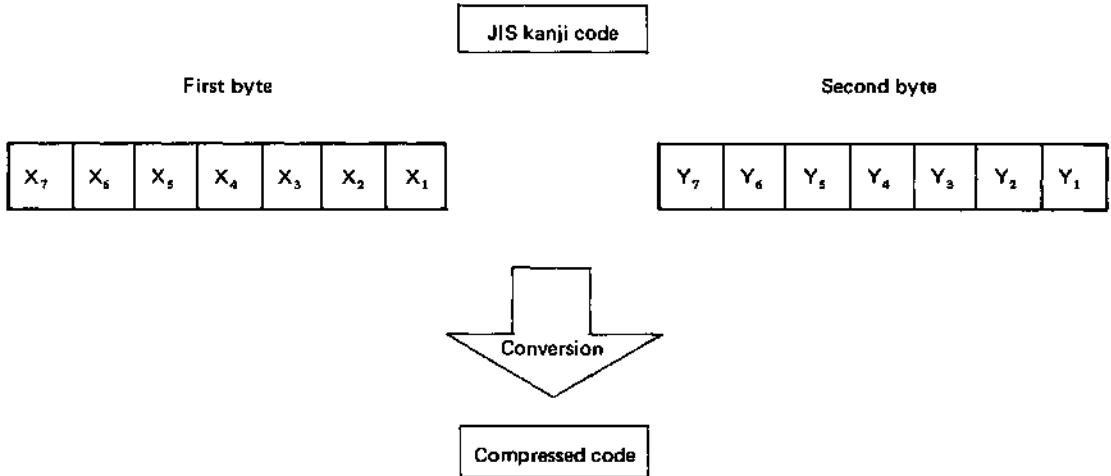 JIS kanji code
First byte Second byte
X₇ X₆ X₅ X₄ X₃ X₂ X₁ Y₇ Y₆ Y₅ Y₄ Y₃ Y₂ Y₁
Conversion
Compressed code